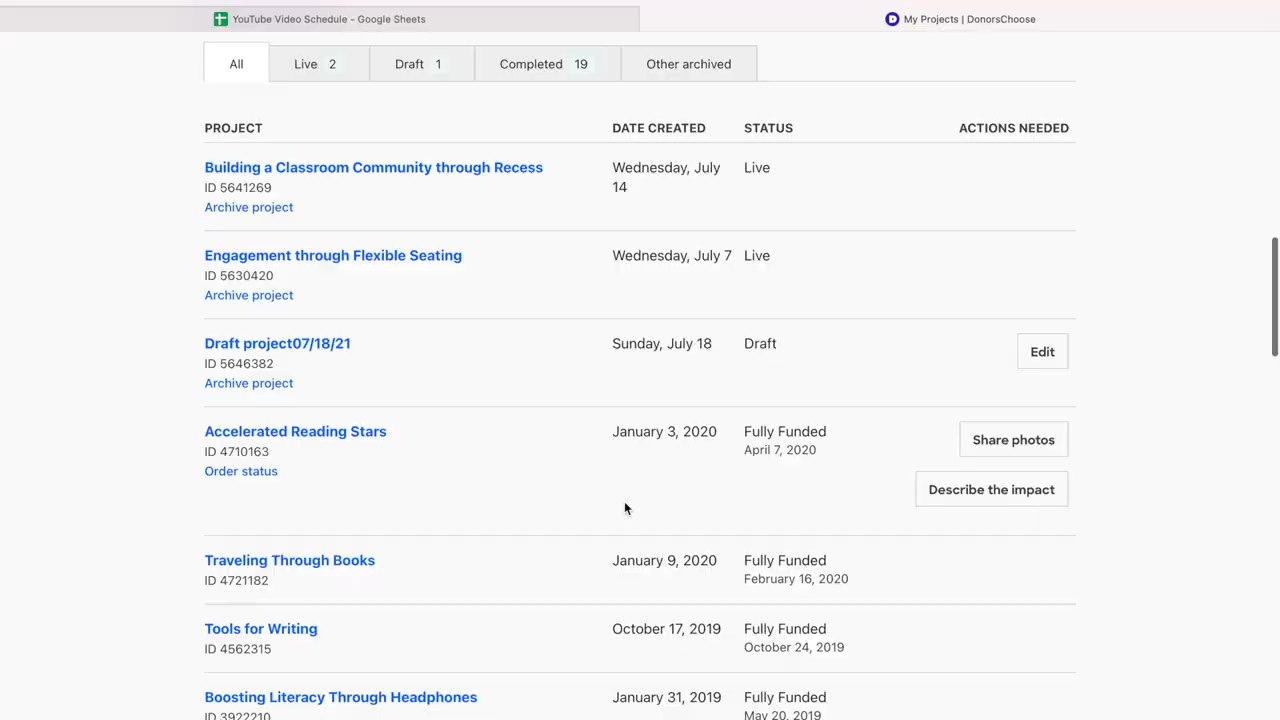 YouTube Video Schedule - Google Sheets
My Projects | DonorsChoose
All
Live 2
Draft 1
Completed 19
Other archived
PROJECT DATE CREATED STATUS ACTIONS NEEDED
Building a Classroom Community through Recess Wednesday, July 14 Live
ID 5641269
Archive project
Engagement through Flexible Seating Wednesday, July 7 Live
ID 5630420
Archive project
Draft project07/18/21 Sunday, July 18 Draft Edit
ID 5646382
Archive project
Accelerated Reading Stars January 3, 2020 Fully Funded Share photos
ID 4710163 April 7, 2020
Order status Describe the impact
Traveling Through Books January 9, 2020 Fully Funded
ID 4721182 February 16, 2020
Tools for Writing October 17, 2019 Fully Funded
ID 4562315 October 24, 2019
Boosting Literacy Through Headphones January 31, 2019 Fully Funded
ID 3922210 May 20, 2019